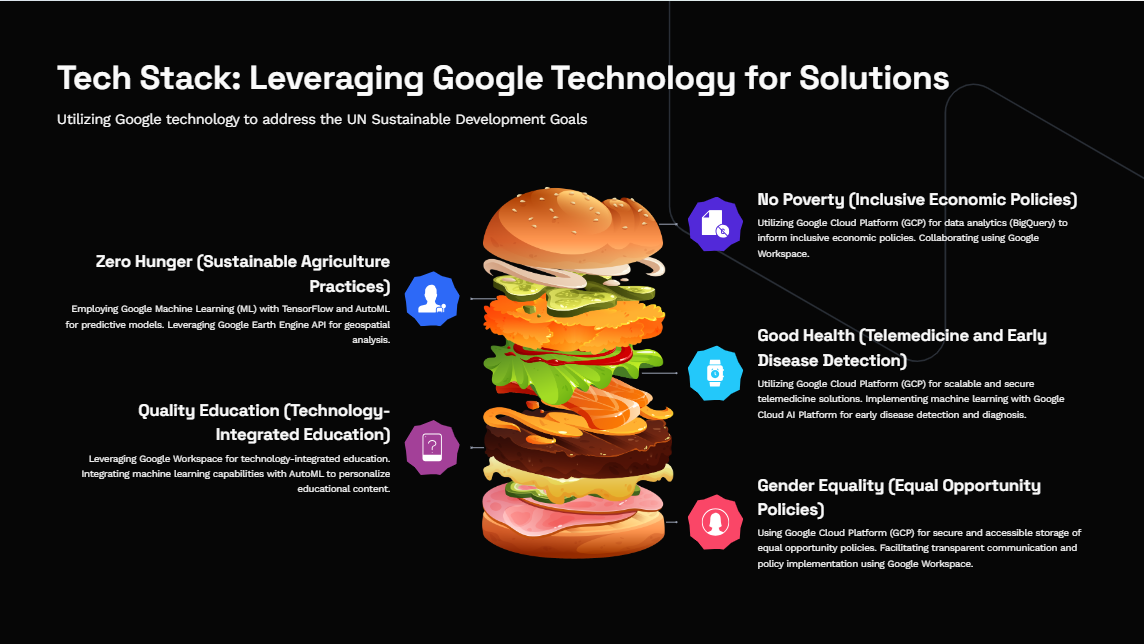 Tech Stack: Leveraging Google Technology for Solutions
Utilizing Google technology to address the UN Sustainable Development Goals
No Poverty (Inclusive Economic Policies)
Utilizing Google Cloud Platform (GCP) for data analytics (BigQuery) to
inform inclusive economic policies. Collaborating using Google
Workspace.
Zero Hunger (Sustainable Agriculture
Practices)
Employing Google Machine Learning (ML) with TensorFlow and AutoML
for predictive models. Leveraging Google Earth Engine API for geospatial
analysis.
Good Health (Telemedicine and Early
Disease Detection)
Utilizing Google Cloud Platform (GCP) for scalable and secure
telemedicine solutions. Implementing machine learning with Google
Cloud AI Platform for early disease detection and diagnosis.
Quality Education (Technology-
Integrated Education)
Leveraging Google Workspace for technology-integrated education.
Integrating machine learning capabilities with AutoML to personalize
educational content.
Gender Equality (Equal Opportunity
Policies)
Using Google Cloud Platform (GCP) for secure and accessible storage of
equal opportunity policies. Facilitating transparent communication and
policy implementation using Google Workspace.